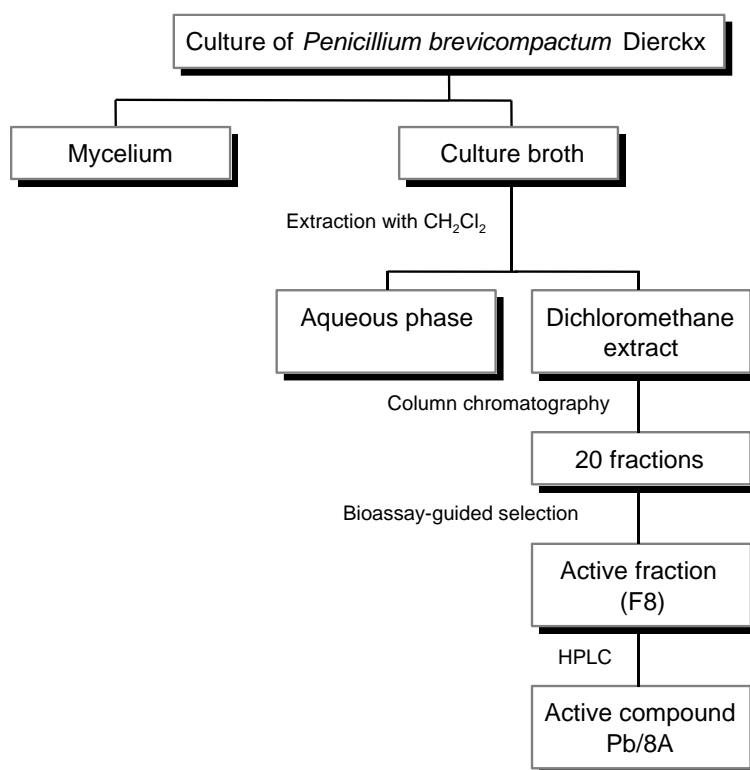 Culture of Penicillium brevicompactum Dierckx
Mycelium
Culture broth
Extraction with CH₂Cl₂
Aqueous phase
Dichloromethane
extract
Column chromatography
20 fractions
Bioassay-guided selection
Active fraction
(F8)
HPLC
Active compound
Pb/8A